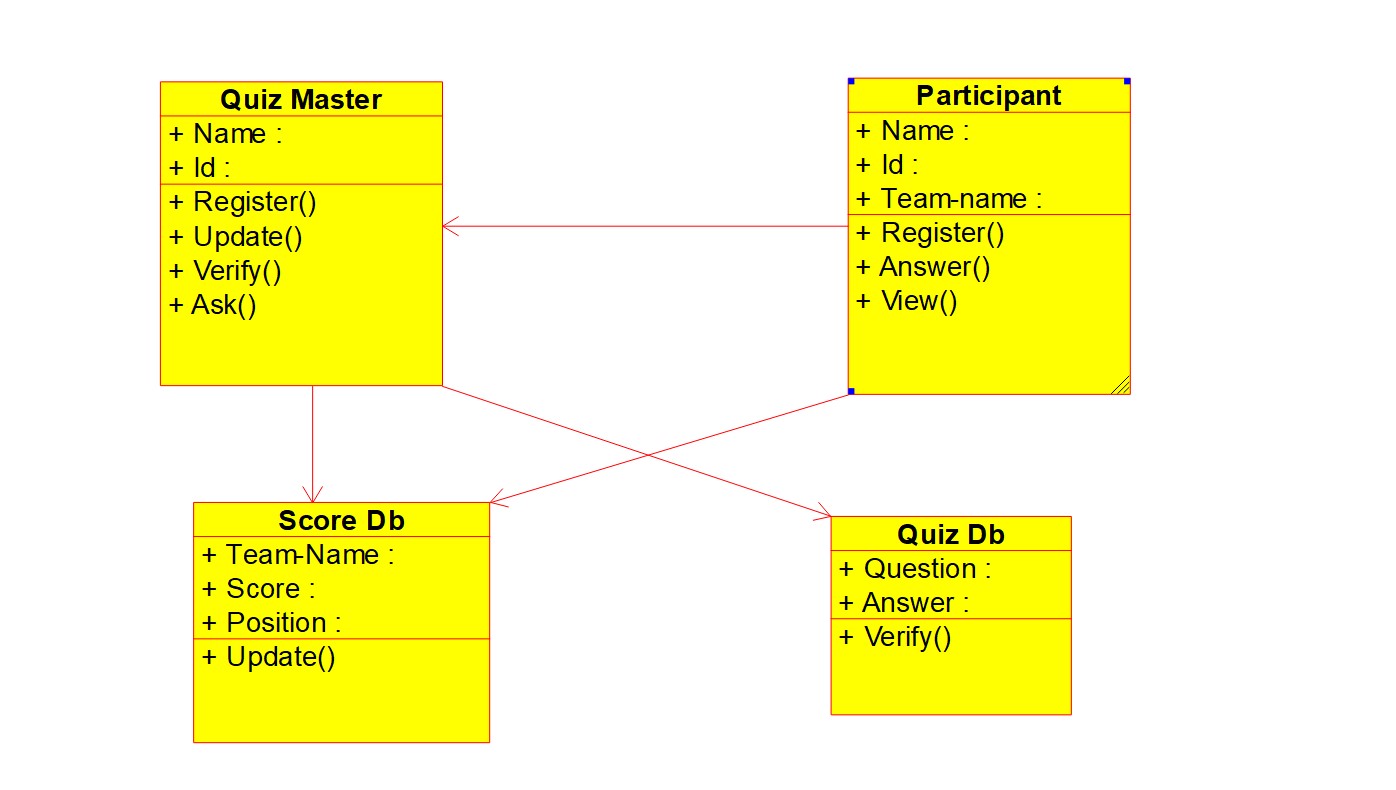 Quiz Master
+ Name :
+ Id :
+ Register()
+ Update()
+ Verify()
+ Ask()
Participant
+ Name :
+ Id :
+ Team-name :
+ Register()
+ Answer()
+ View()
Score Db
+ Team-Name :
+ Score :
+ Position :
+ Update()
Quiz Db
+ Question :
+ Answer :
+ Verify()